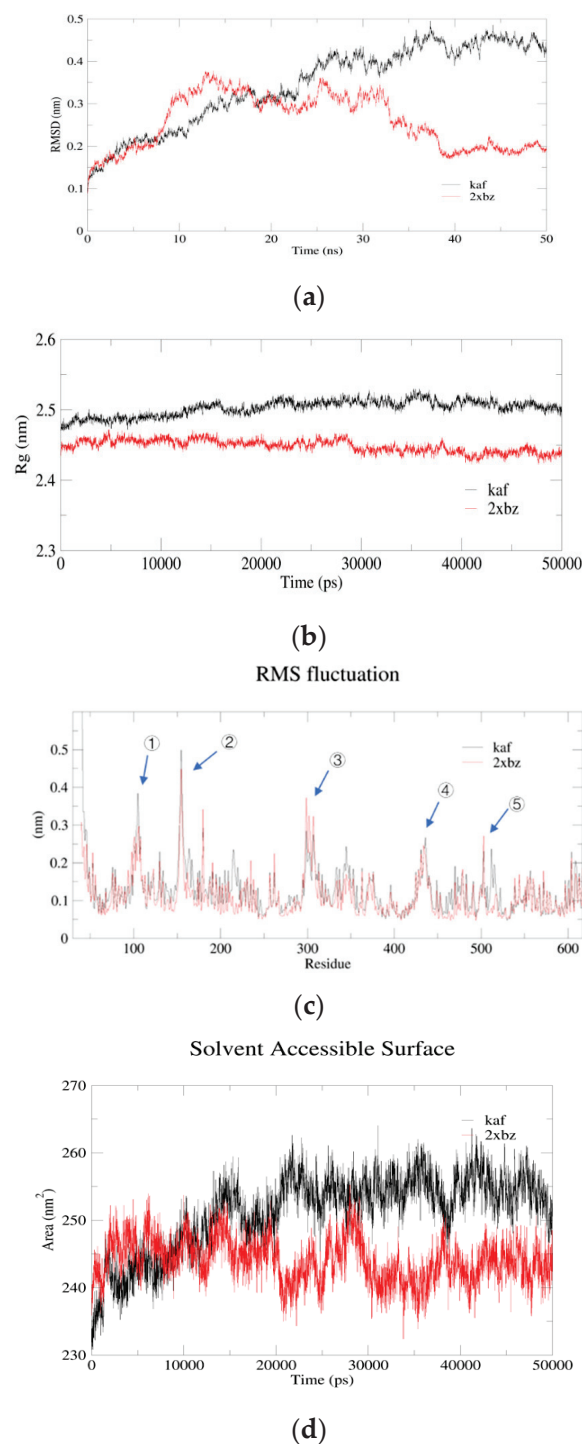 0.5
0.4
0.3
0.2
0.1
0
RMSD (nm)
kaf
2xbz
0 10 20 30 40 50
Time (ns)
(a)
2.6
2.5
2.4
2.3
Rg (nm)
kaf
2xbz
0 10000 20000 30000 40000 50000
Time (ps)
(b)
RMS fluctuation
0.5
0.4
0.3
0.2
0.1
0
(nm)
① ② ③ ④ ⑤
kaf
2xbz
100 200 300 400 500 600
Residue
(c)
Solvent Accessible Surface
270
260
250
240
230
Area (nm²)
kaf
2xbz
0 10000 20000 30000 40000 50000
Time (ps)
(d)